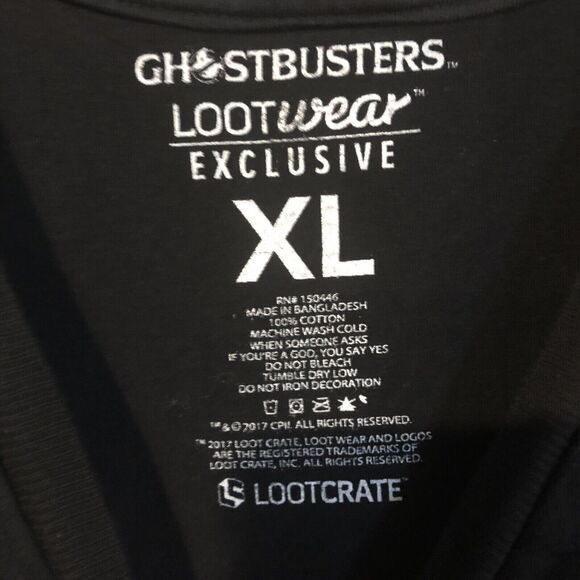 GHOSTBUSTERS™
LOOTwear™
EXCLUSIVE
XL
RN# 150446
MADE IN BANGLADESH
100% COTTON
MACHINE WASH COLD
WHEN SOMEONE ASKS
IF YOU'RE A GOD, YOU SAY YES
DO NOT BLEACH
TUMBLE DRY LOW
DO NOT IRON DECORATION
™ & © 2017 CPII. ALL RIGHTS RESERVED.
™ 2017 LOOT CRATE, LOOT WEAR AND LOGOS
ARE THE REGISTERED TRADEMARKS OF
LOOT CRATE, INC. ALL RIGHTS RESERVED.
LOOTCRATE™